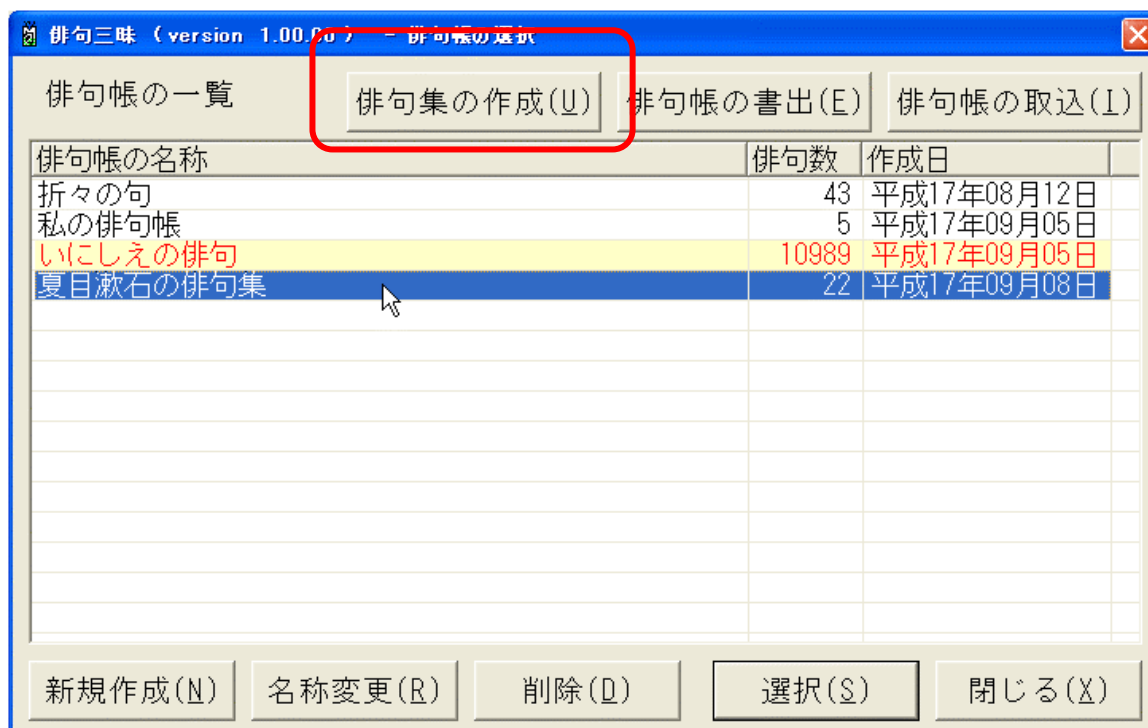 俳句三昧 (version 1.00.00) - 俳句帳の選択
俳句帳の一覧 俳句集の作成(U) 俳句帳の書出(E) 俳句帳の取込(I)
俳句帳の名称 俳句数 作成日
折々の句 43 平成17年08月12日
私の俳句帳 5 平成17年09月05日
いにしえの俳句 10989 平成17年09月05日
夏目漱石の俳句集 22 平成17年09月08日
新規作成(N) 名称変更(R) 削除(D) 選択(S) 閉じる(X)